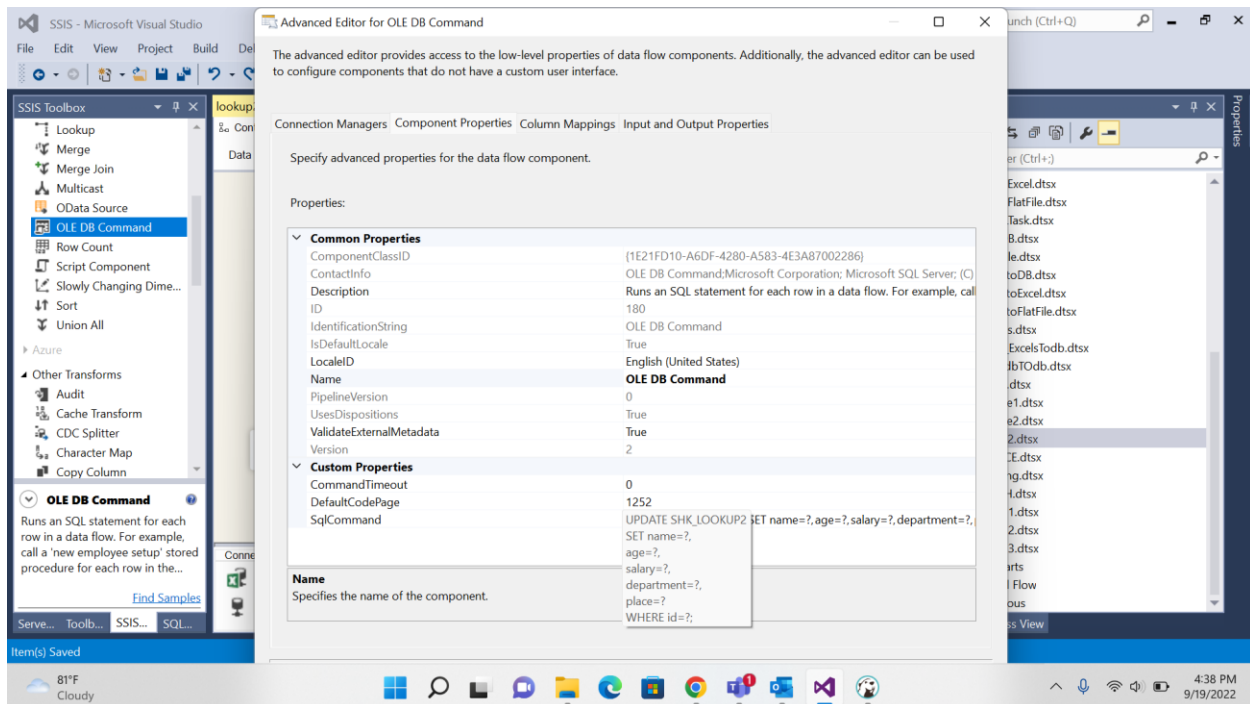 SSIS - Microsoft Visual Studio
Advanced Editor for OLE DB Command
unch (Ctrl+Q)
File Edit View Project Build De
The advanced editor provides access to the low-level properties of data flow components. Additionally, the advanced editor can be used
to configure components that do not have a custom user interface.
SSIS Toolbox
lookup.
Properties
Con
Connection Managers Component Properties Column Mappings Input and Output Properties
Data
Specify advanced properties for the data flow component.
er (Ctrl+;)
Properties:
Lookup
Merge
Merge Join
Multicast
OData Source
OLE DB Command
Row Count
Script Component
Slowly Changing Dime...
Sort
Union All
Azure
Other Transforms
Audit
Cache Transform
CDC Splitter
Character Map
Copy Column
OLE DB Command
Runs an SQL statement for each
row in a data flow. For example,
call a 'new employee setup' stored
procedure for each row in the...
Find Samples
Serve... Toolb... SSIS... SQL...
Conne
Common Properties
ComponentClassID {1E21FD10-A6DF-4280-A583-4E3A87002286}
ContactInfo OLE DB Command;Microsoft Corporation; Microsoft SQL Server; (C)
Description Runs an SQL statement for each row in a data flow. For example, cal
ID 180
IdentificationString OLE DB Command
IsDefaultLocale True
LocaleID English (United States)
Name OLE DB Command
PipelineVersion 0
UsesDispositions True
ValidateExternalMetadata True
Version 2
Custom Properties
CommandTimeout 0
DefaultCodePage 1252
SqlCommand UPDATE SHK_LOOKUP2 SET name=?,age=?,salary=?,department=?,
SET name=?,
age=?,
salary=?,
department=?,
place=?
WHERE id=?;
Name
Specifies the name of the component.
Excel.dtsx
FlatFile.dtsx
Task.dtsx
B.dtsx
le.dtsx
toDB.dtsx
toExcel.dtsx
toFlatFile.dtsx
s.dtsx
_ExcelsTodb.dtsx
dbTOdb.dtsx
.dtsx
e1.dtsx
e2.dtsx
2.dtsx
CE.dtsx
ng.dtsx
H.dtsx
1.dtsx
2.dtsx
3.dtsx
arts
l Flow
ous
ss View
Item(s) Saved
81°F
Cloudy
4:38 PM
9/19/2022